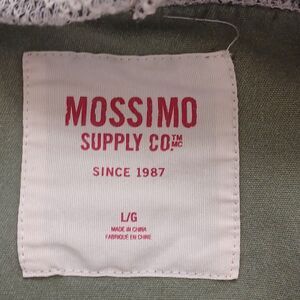 MOSSIMO
SUPPLY CO.™ MC
SINCE 1987
L/G
MADE IN CHINA
FABRIQUÉ EN CHINE